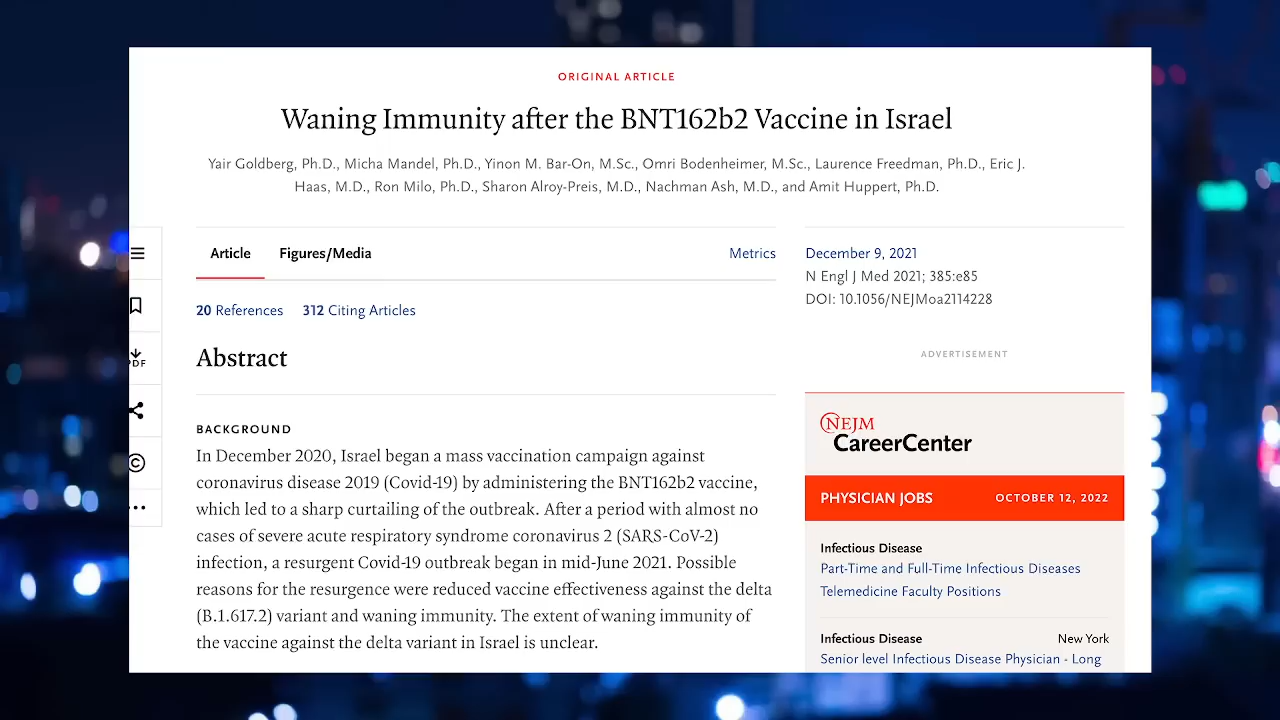 ORIGINAL ARTICLE
Waning Immunity after the BNT162b2 Vaccine in Israel
Yair Goldberg, Ph.D., Micha Mandel, Ph.D., Yinon M. Bar-On, M.Sc., Omri Bodenheimer, M.Sc., Laurence Freedman, Ph.D., Eric J.
Haas, M.D., Ron Milo, Ph.D., Sharon Alroy-Preis, M.D., Nachman Ash, M.D., and Amit Huppert, Ph.D.
Article Figures/Media Metrics
20 References 312 Citing Articles
Abstract
BACKGROUND
In December 2020, Israel began a mass vaccination campaign against
coronavirus disease 2019 (Covid-19) by administering the BNT162b2 vaccine,
which led to a sharp curtailing of the outbreak. After a period with almost no
cases of severe acute respiratory syndrome coronavirus 2 (SARS-CoV-2)
infection, a resurgent Covid-19 outbreak began in mid-June 2021. Possible
reasons for the resurgence were reduced vaccine effectiveness against the delta
(B.1.617.2) variant and waning immunity. The extent of waning immunity of
the vaccine against the delta variant in Israel is unclear.
December 9, 2021
N Engl J Med 2021; 385:e85
DOI: 10.1056/NEJMoa2114228
ADVERTISEMENT
NEJM
CareerCenter
PHYSICIAN JOBS OCTOBER 12, 2022
Infectious Disease
Part-Time and Full-Time Infectious Diseases
Telemedicine Faculty Positions
Infectious Disease New York
Senior level Infectious Disease Physician - Long
PDF